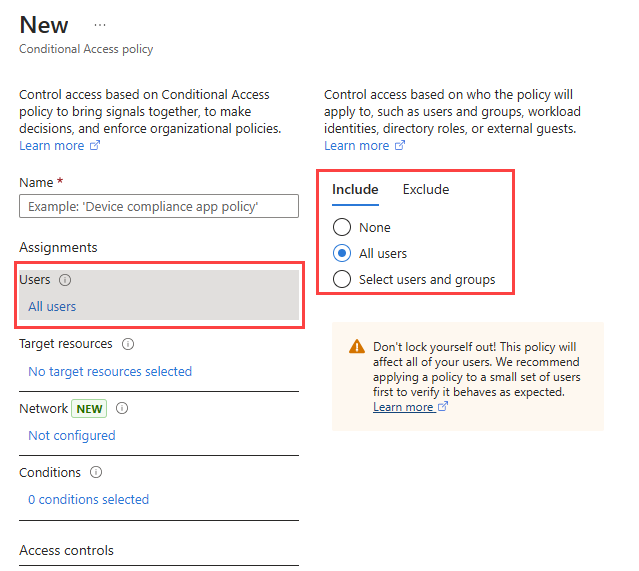 New ...
Conditional Access policy
Control access based on Conditional Access
policy to bring signals together, to make
decisions, and enforce organizational policies.
Learn more
Name *
Example: 'Device compliance app policy'
Assignments
Users
All users
Target resources
No target resources selected
Network NEW
Not configured
Conditions
0 conditions selected
Access controls
Control access based on who the policy will
apply to, such as users and groups, workload
identities, directory roles, or external guests.
Learn more
Include Exclude
None
All users
Select users and groups
Don't lock yourself out! This policy will
affect all of your users. We recommend
applying a policy to a small set of users
first to verify it behaves as expected.
Learn more